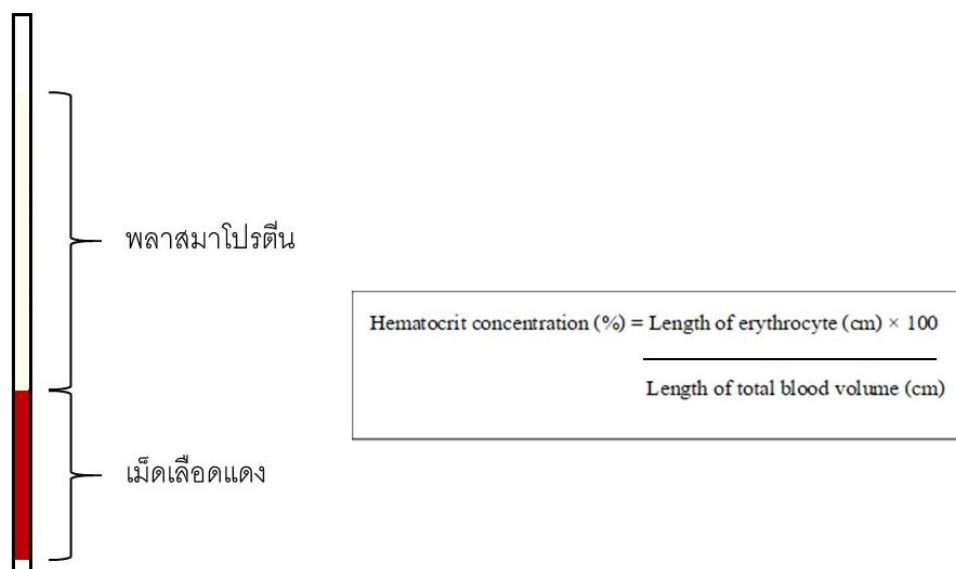 พลาสมาโปรตีน
Hematocrit concentration (%) = Length of erythrocyte (cm) × 100
Length of total blood volume (cm)
เม็ดเลือดแดง